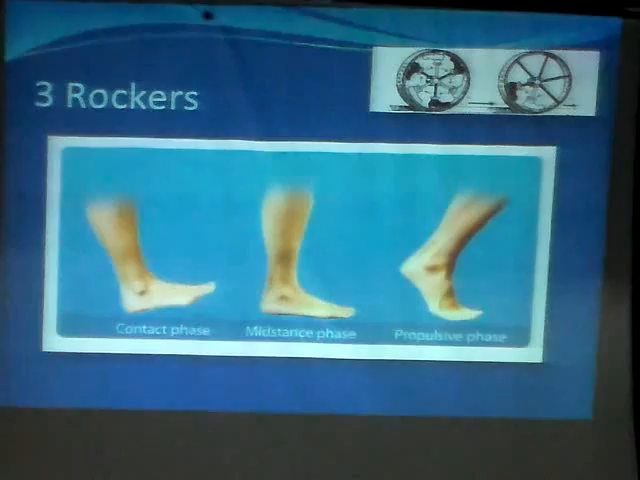 3 Rockers
Contact phase
Midstance phase
Propulsive phase